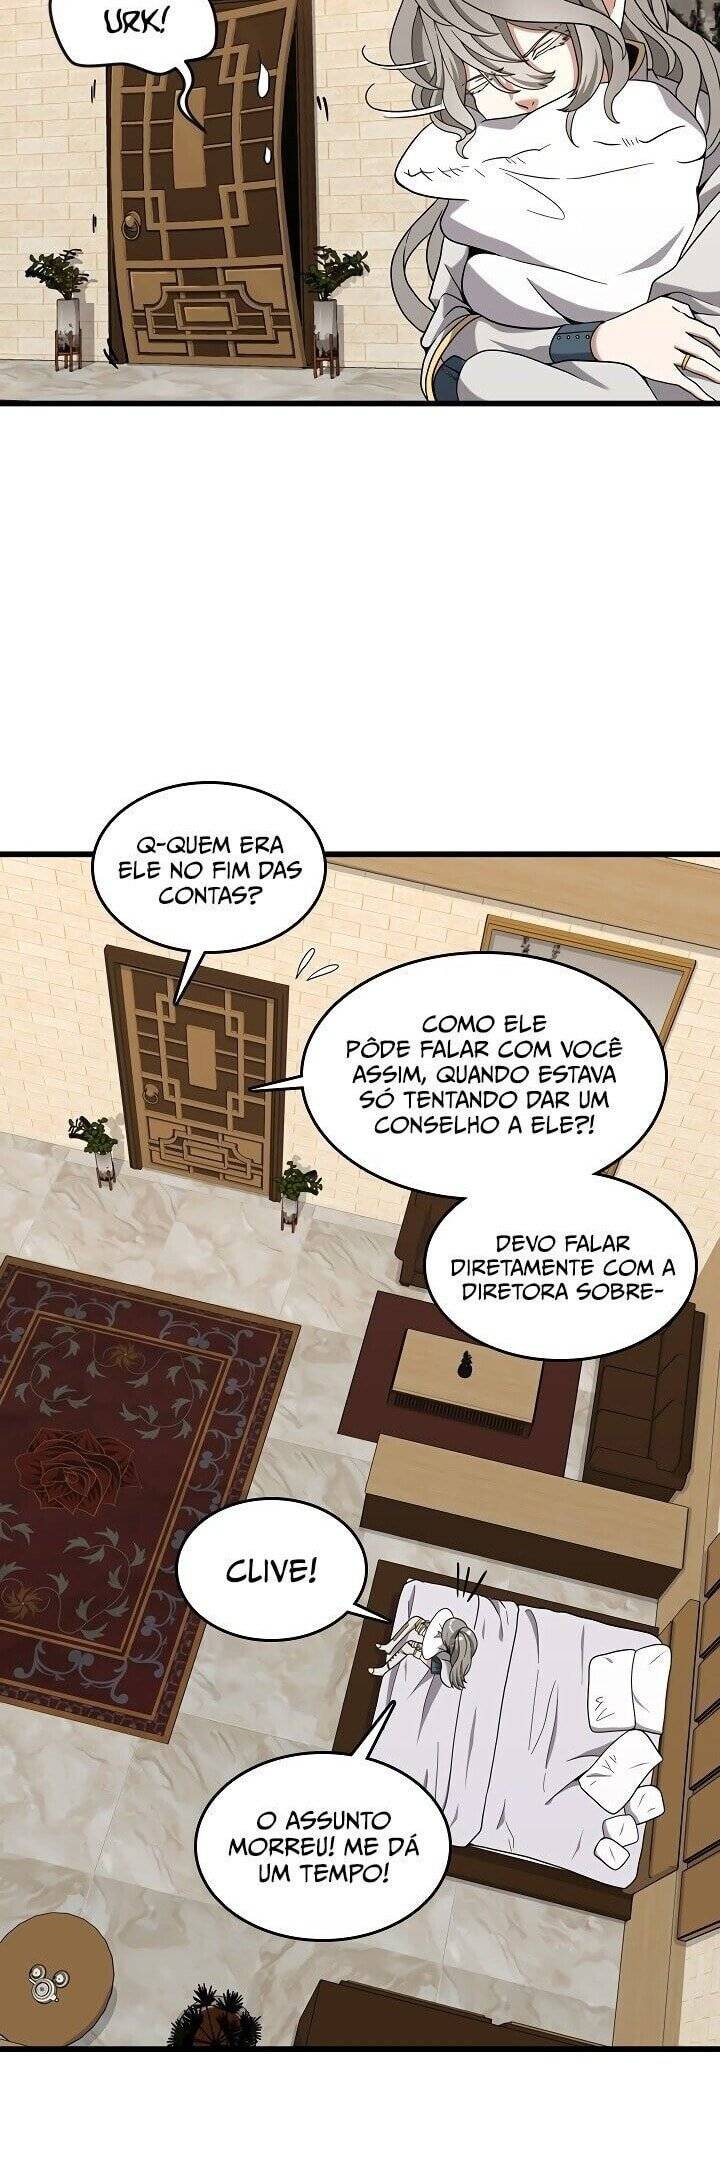 URK!
Q-QUEM ERA
ELE NO FIM DAS
CONTAS?
COMO ELE
PÔDE FALAR COM VOCÊ
ASSIM, QUANDO ESTAVA
SÓ TENTANDO DAR UM
CONSELHO A ELE?!
DEVO FALAR
DIRETAMENTE COM A
DIRETORA SOBRE-
CLIVE!
O ASSUNTO
MORREU! ME DÁ
UM TEMPO!